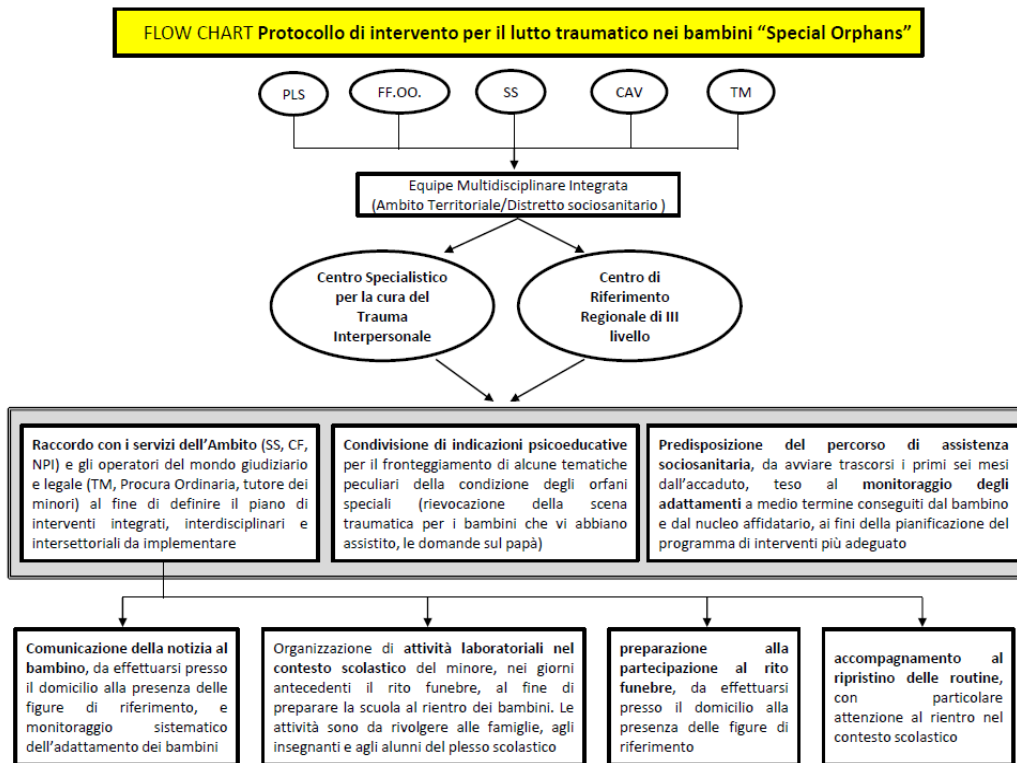 FLOW CHART Protocollo di intervento per il lutto traumatico nei bambini “Special Orphans”
PLS
FF.OO.
SS
CAV
TM
Equipe Multidisciplinare Integrata
(Ambito Territoriale/Distretto sociosanitario )
Centro Specialistico
per la cura del
Trauma
Interpersonale
Centro di
Riferimento
Regionale di III
livello
Raccordo con i servizi dell’Ambito (SS, CF,
NPI) e gli operatori del mondo giudiziario
e legale (TM, Procura Ordinaria, tutore dei
minori) al fine di definire il piano di
interventi integrati, interdisciplinari e
intersettoriali da implementare
Condivisione di indicazioni psicoeducative
per il fronteggiamento di alcune tematiche
peculiari della condizione degli orfani
speciali (rievocazione della scena
traumatica per i bambini che vi abbiano
assistito, le domande sul papà)
Predisposizione del percorso di assistenza
sociosanitaria, da avviare trascorsi i primi sei mesi
dall’accaduto, teso al monitoraggio degli
adattamenti a medio termine conseguiti dal bambino
e dal nucleo affidatario, ai fini della pianificazione del
programma di interventi più adeguato
Comunicazione della notizia al
bambino, da effettuarsi presso
il domicilio alla presenza delle
figure di riferimento, e
monitoraggio sistematico
dell’adattamento dei bambini
Organizzazione di attività laboratoriali nel
contesto scolastico del minore, nei giorni
antecedenti il rito funebre, al fine di
preparare la scuola al rientro dei bambini. Le
attività sono da rivolgere alle famiglie, agli
insegnanti e agli alunni del plesso scolastico
preparazione alla
partecipazione al rito
funebre, da effettuarsi
presso il domicilio alla
presenza delle figure di
riferimento
accompagnamento al
ripristino delle routine,
con particolare
attenzione al rientro nel
contesto scolastico